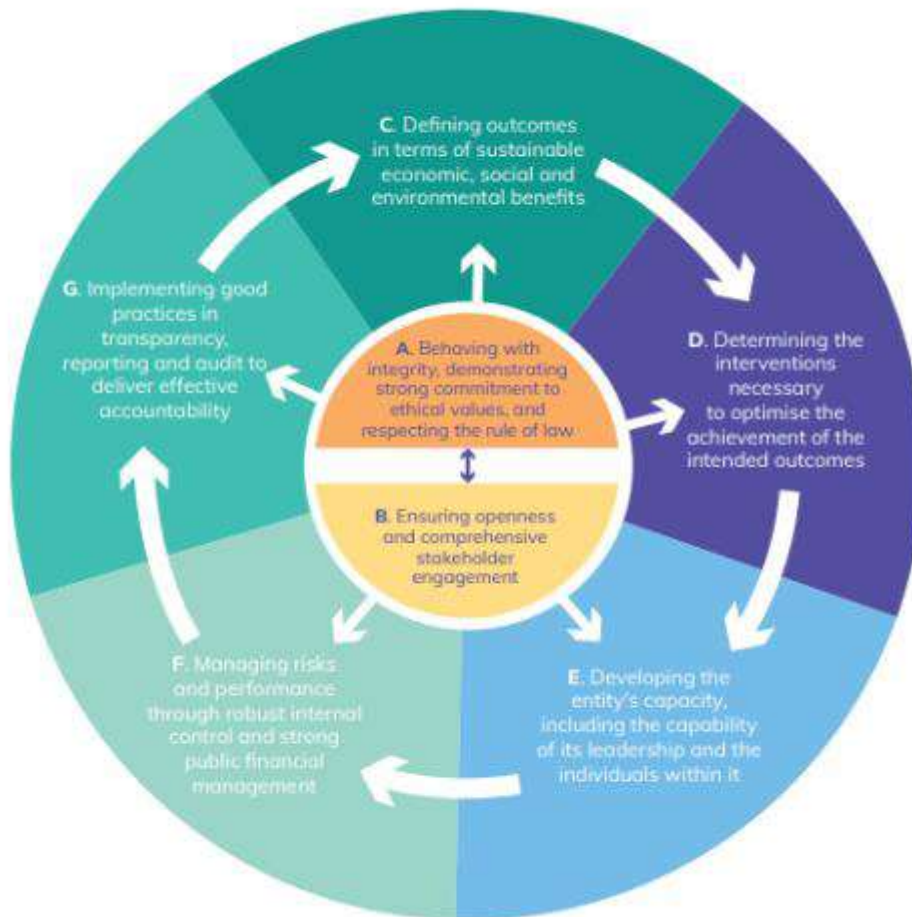 C. Defining outcomes
in terms of sustainable
economic, social and
environmental benefits
G. Implementing good
practices in
transparency,
reporting and audit to
deliver effective
accountability
A. Behaving with
integrity, demonstrating
strong commitment to
ethical values, and
respecting the rule of law
D. Determining the
interventions
necessary
to optimise the
achievement of the
intended outcomes
B. Ensuring openness
and comprehensive
stakeholder
engagement
F. Managing risks
and performance
through robust internal
control and strong
public financial
management
E. Developing the
entity's capacity,
including the capability
of its leadership and the
individuals within it